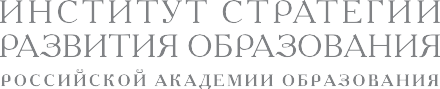 ИНСТИТУТ СТРАТЕГИИ
РАЗВИТИЯ ОБРАЗОВАНИЯ
РОССИЙСКОЙ АКАДЕМИИ ОБРАЗОВАНИЯ